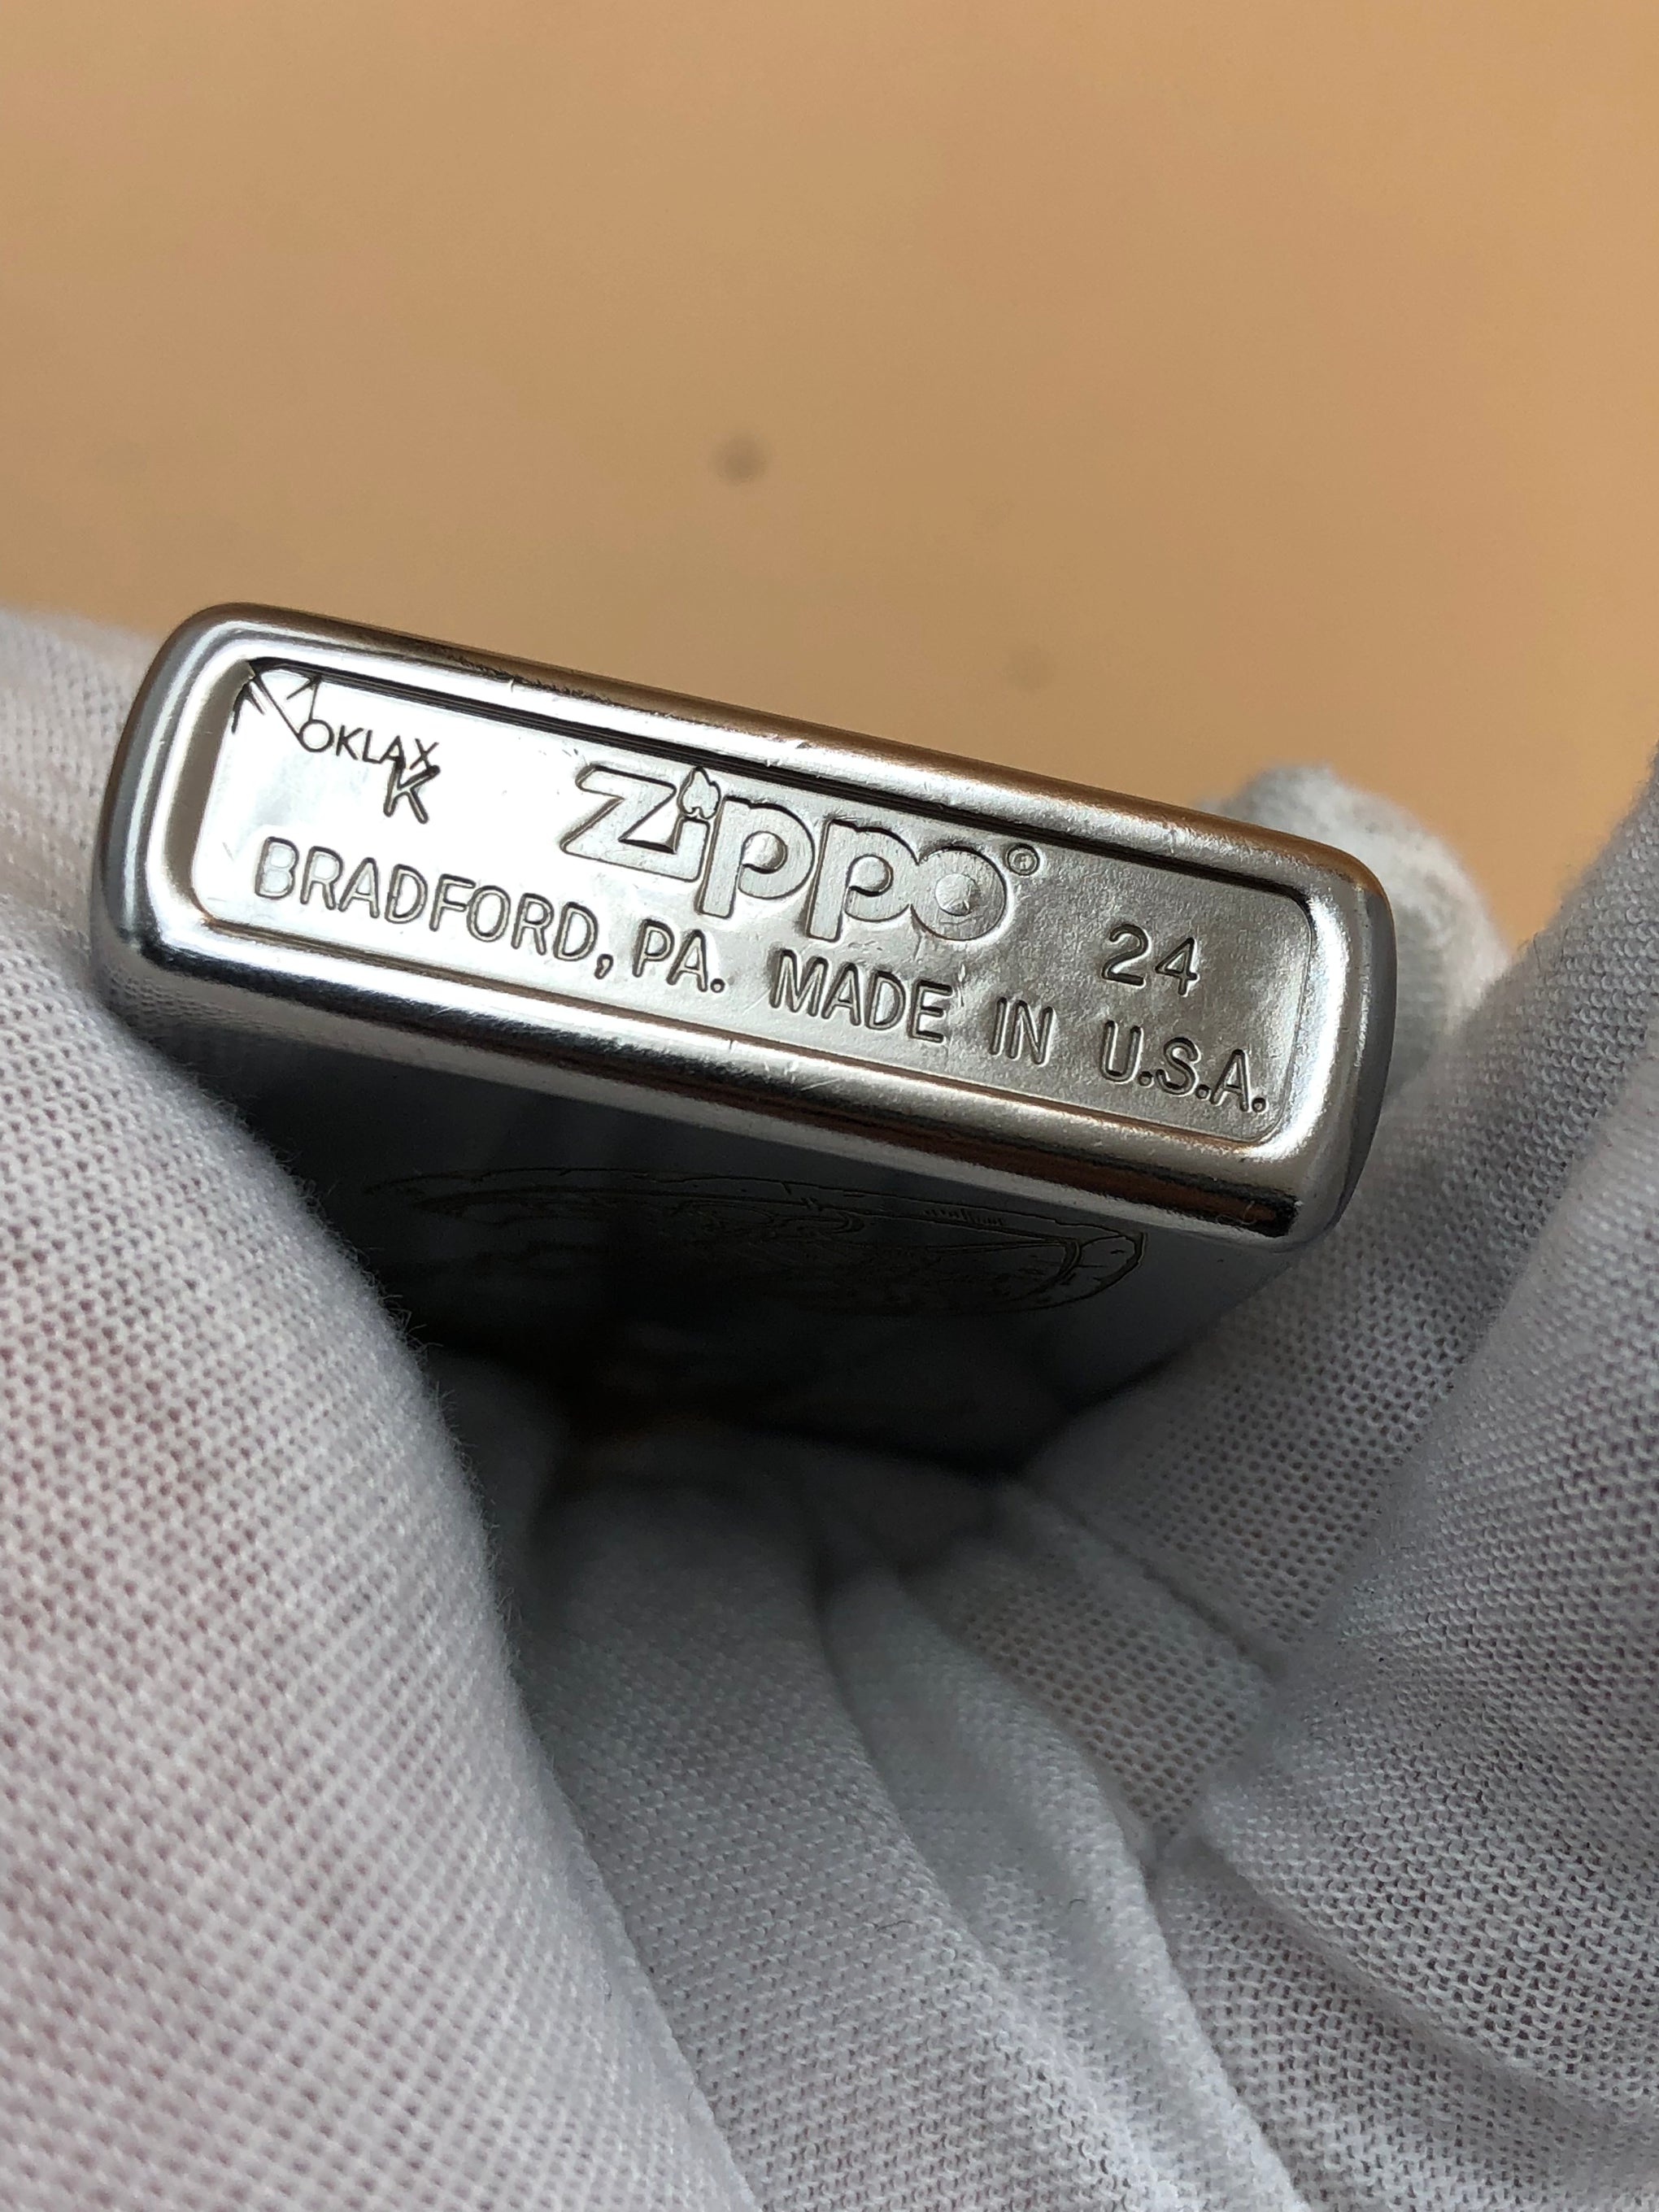 OKLAX
K zippo® 24
BRADFORD, PA. MADE IN U.S.A.